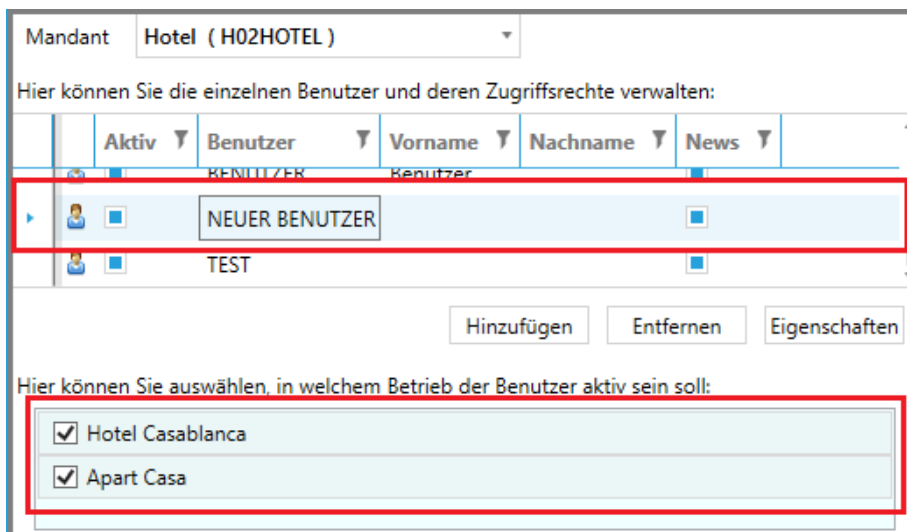 Mandant Hotel ( H02HOTEL )
Hier können Sie die einzelnen Benutzer und deren Zugriffsrechte verwalten:
Aktiv Benutzer Vorname Nachname News
BENUTZER Benutzer
NEUER BENUTZER
TEST
Hinzufügen Entfernen Eigenschaften
Hier können Sie auswählen, in welchem Betrieb der Benutzer aktiv sein soll:
Hotel Casablanca
Apart Casa